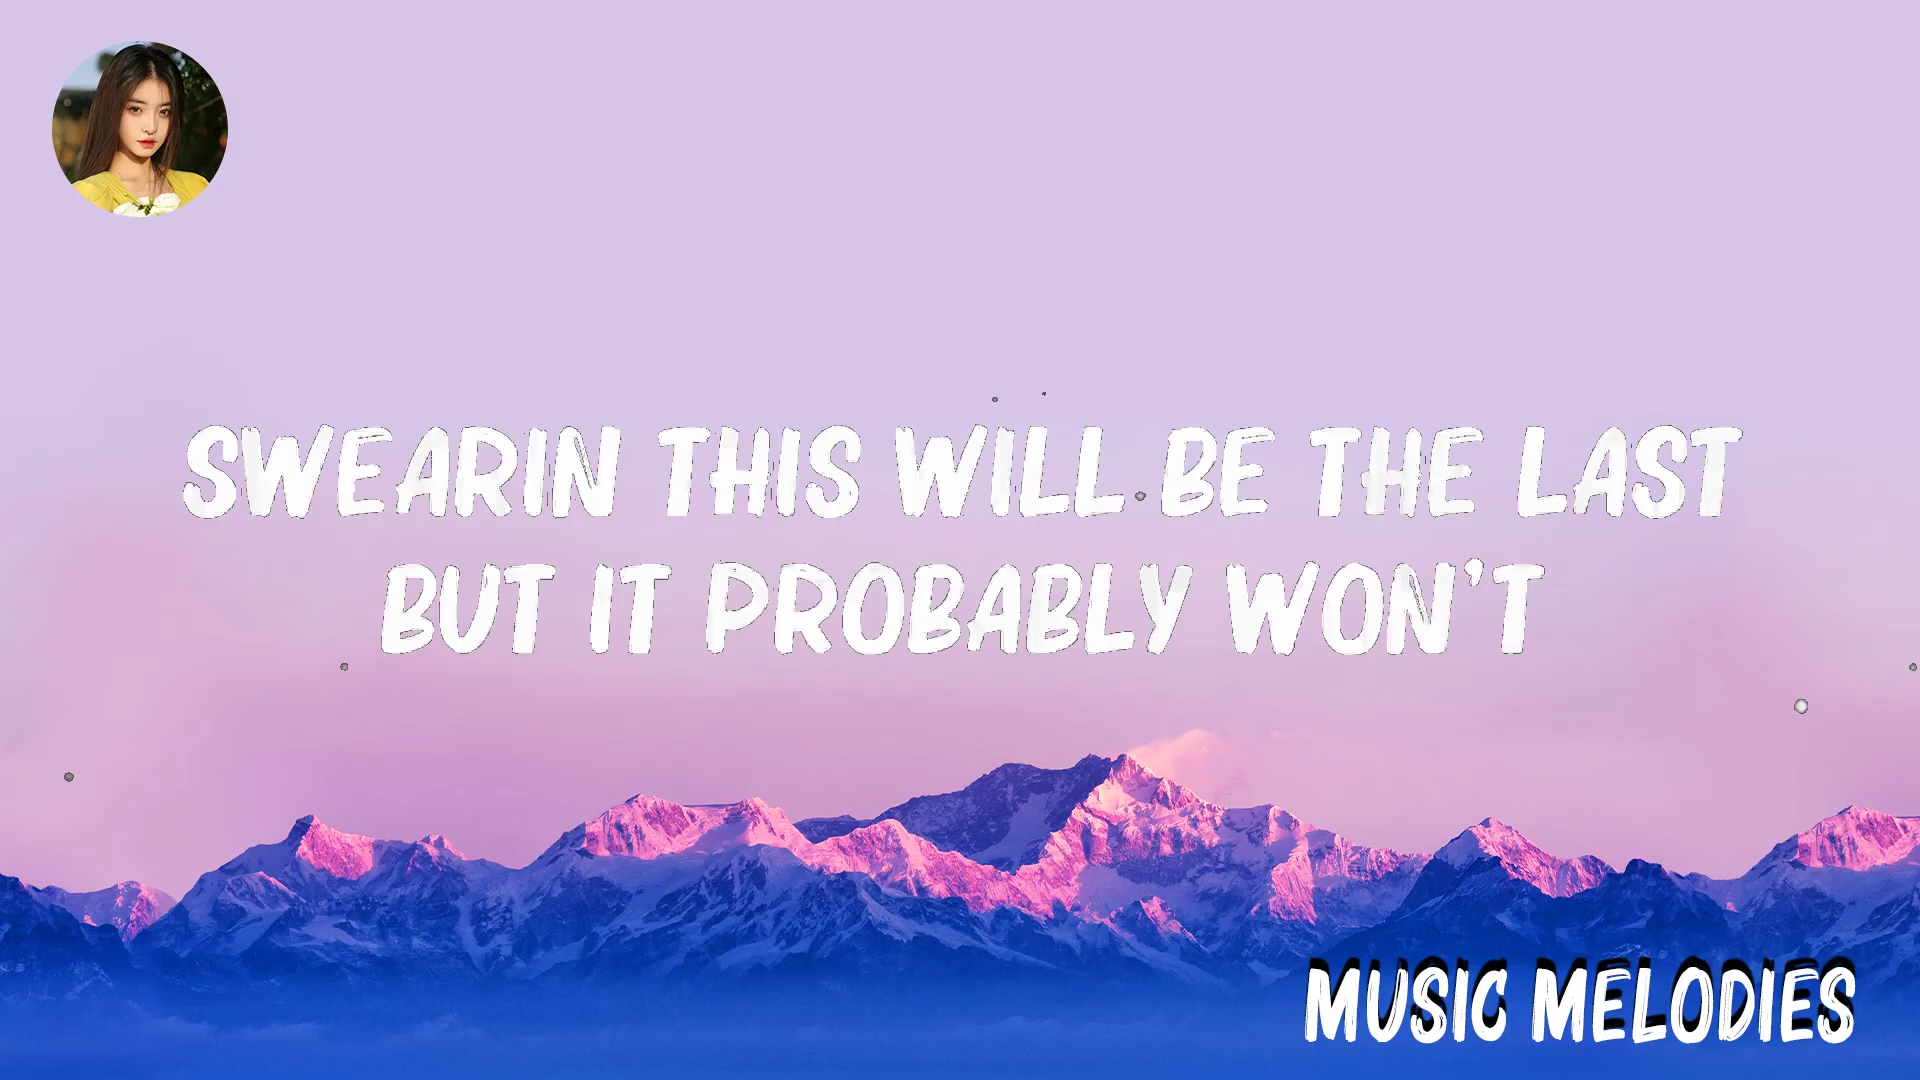 SWEARIN THIS WILL BE THE LAST
BUT IT PROBABLY WON'T
MUSIC MELODIES